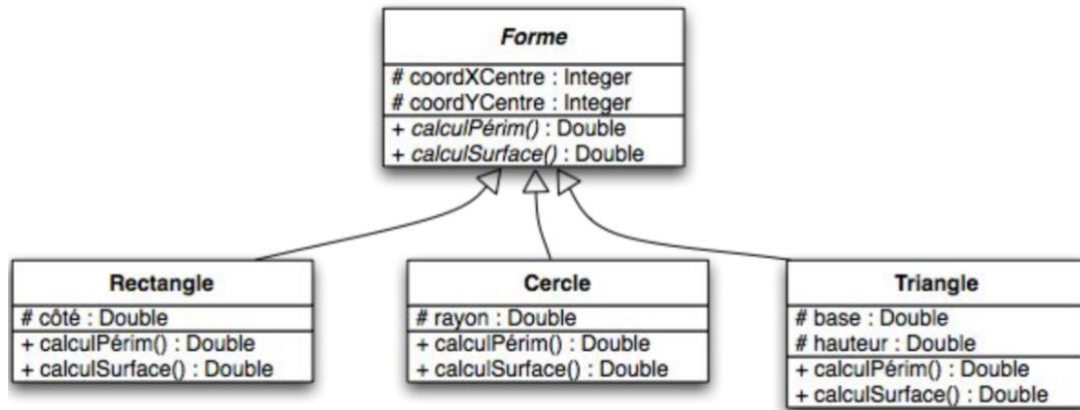 Forme
# coordXCentre : Integer
# coordYCentre : Integer
+ calculPérim() : Double
+ calculSurface() : Double
Rectangle
# côté : Double
+ calculPérim() : Double
+ calculSurface() : Double
Cercle
# rayon : Double
+ calculPérim() : Double
+ calculSurface() : Double
Triangle
# base : Double
# hauteur : Double
+ calculPérim() : Double
+ calculSurface() : Double